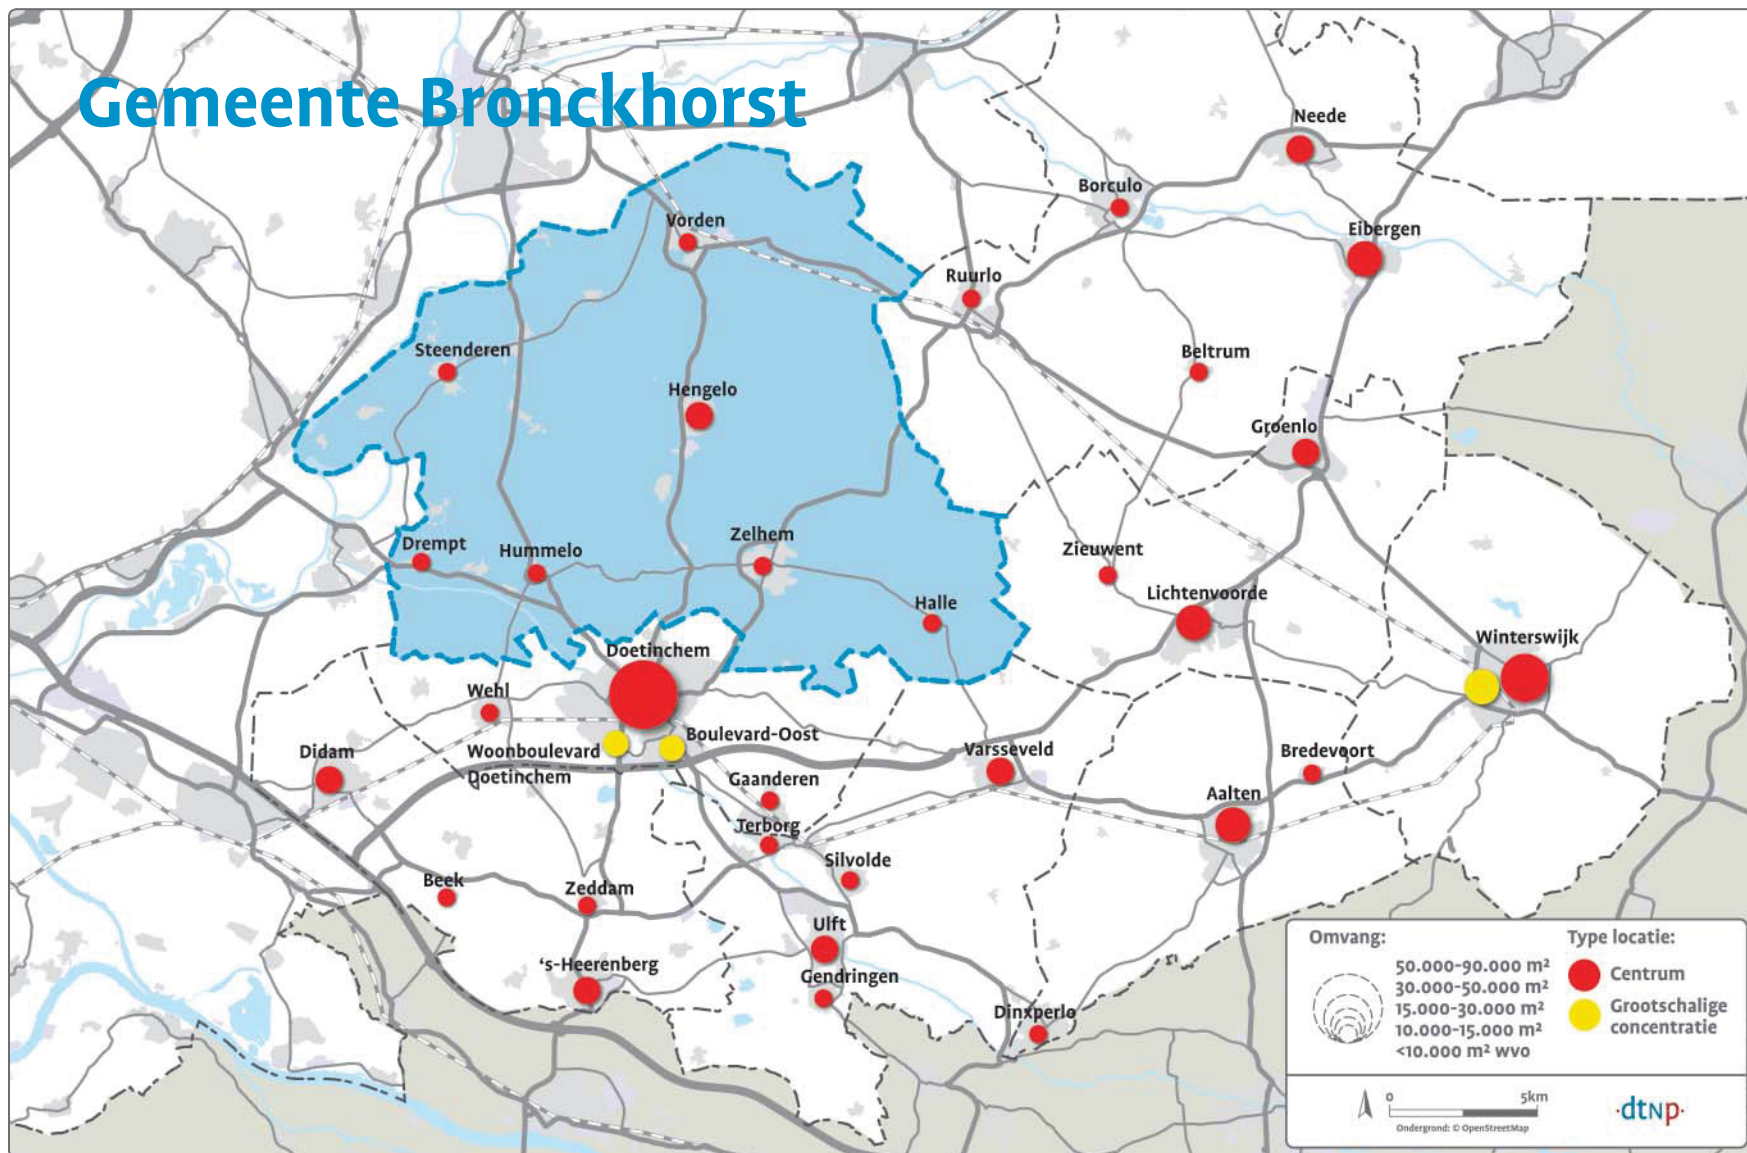 Gemeente Bronckhorst
Neede
Borculo
Vorden
Eibergen
Ruurlo
Steenderen
Beltrum
Hengelo
Groenlo
Drempt
Hummelo
Zelhem
Zieuwent
Lichtenvoorde
Halle
Winterswijk
Doetinchem
Wehl
Boulevard-Oost
Woonboulevard
Doetinchem
Didam
Varsseveld
Bredevoort
Gaanderen
Aalten
Terborg
Silvolde
Beek
Zeddam
Ulft
's-Heerenberg
Gendringen
Dinxperlo
Omvang:
50.000-90.000 m²
30.000-50.000 m²
15.000-30.000 m²
10.000-15.000 m²
<10.000 m² wvo
Type locatie:
Centrum
Grootschalige
concentratie
0 5km
Ondergrond: © OpenStreetMap
·dtNp·